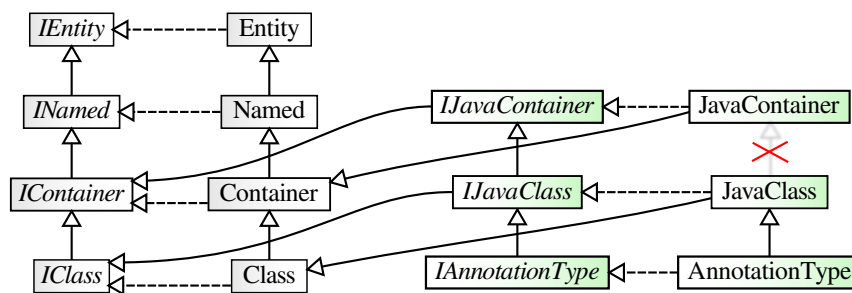 IEntity Entity
INamed Named IJavaContainer JavaContainer
IContainer Container IJavaClass JavaClass
IClass Class IAnnotationType AnnotationType